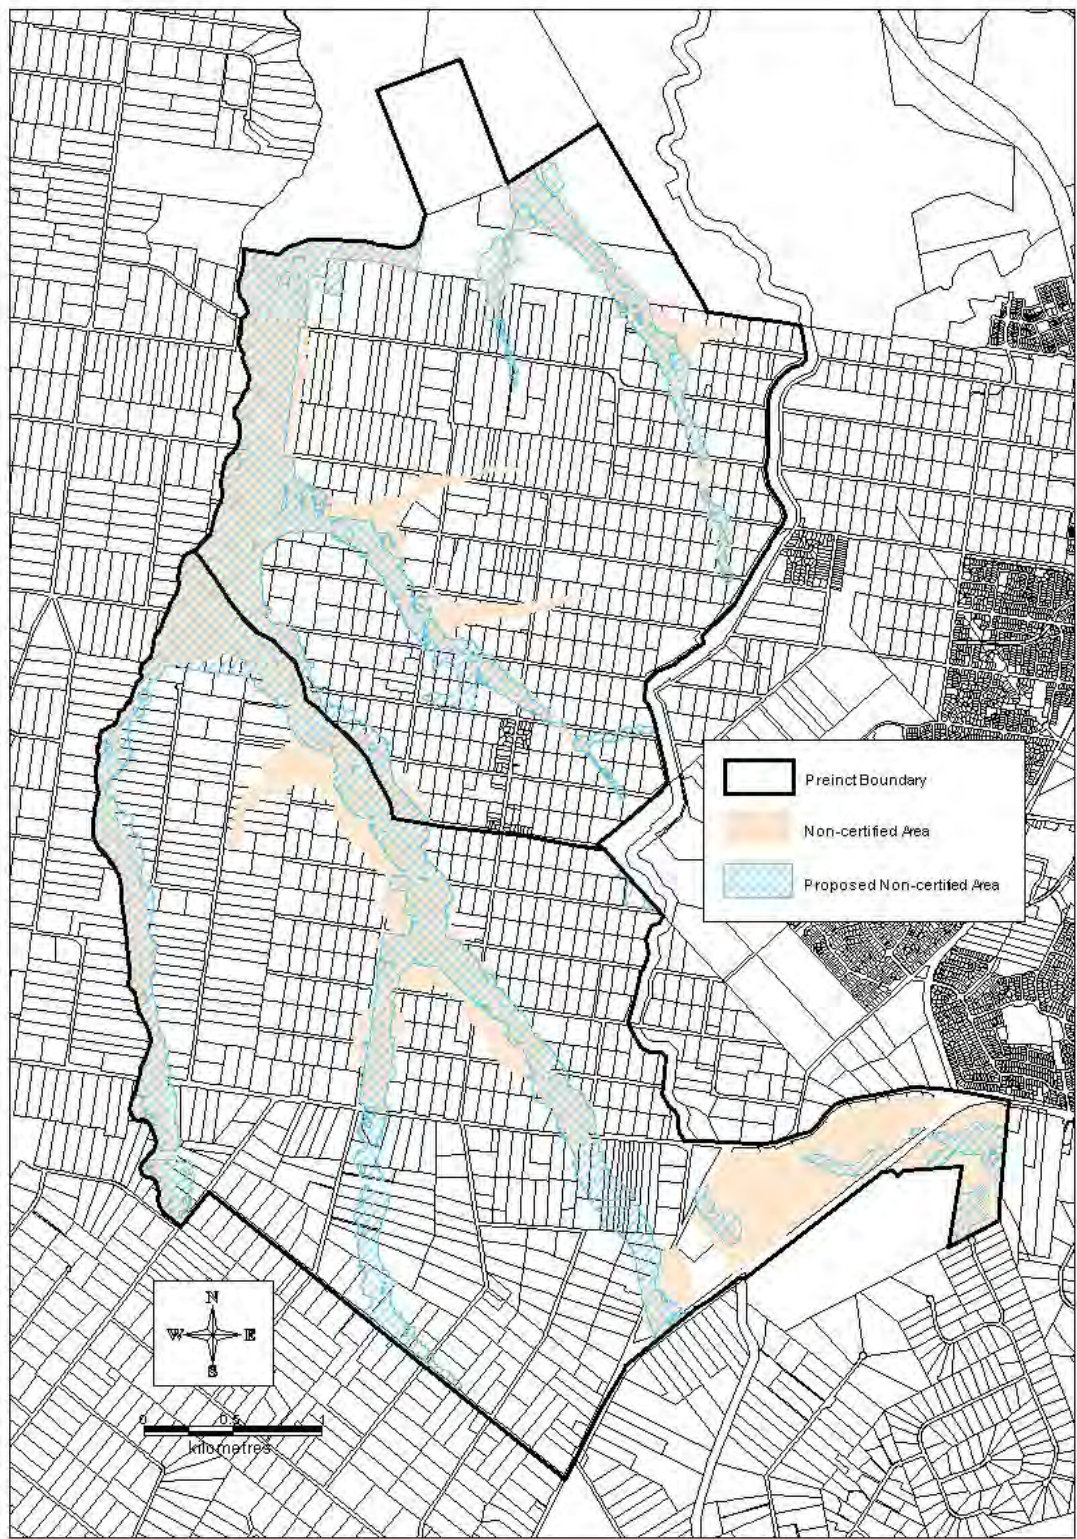 Preinct Boundary
Non-certified Area
Proposed Non-certified Area
N
W E
S
0 0.5 1
kilometres